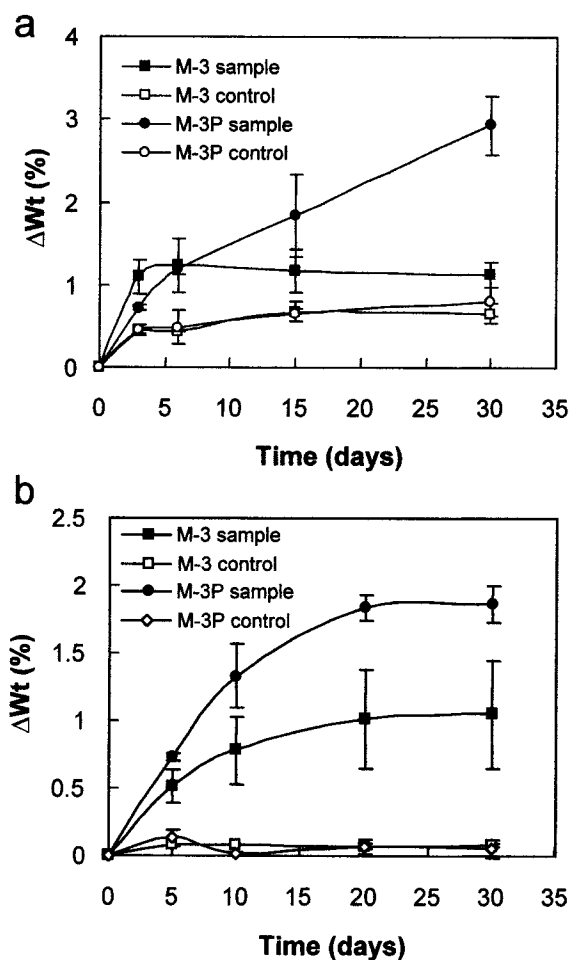 a
4
3
2
1
0
ΔWt (%)
M-3 sample
M-3 control
M-3P sample
M-3P control
0 5 10 15 20 25 30 35
Time (days)
b
2.5
2
1.5
1
0.5
0
ΔWt (%)
M-3 sample
M-3 control
M-3P sample
M-3P control
0 5 10 15 20 25 30 35
Time (days)